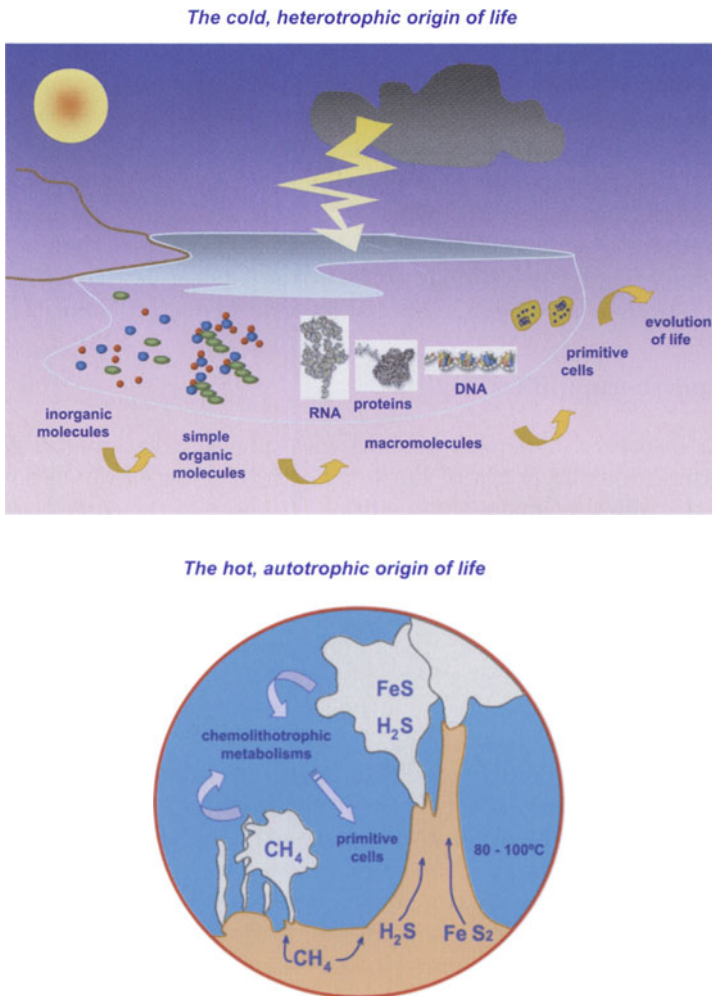 The cold, heterotrophic origin of life
inorganic
molecules
simple
organic
molecules
RNA
proteins
DNA
macromolecules
primitive
cells
evolution
of life
The hot, autotrophic origin of life
FeS
H₂S
chemolithotrophic
metabolisms
CH₄
primitive
cells
80 - 100ºC
H₂S
Fe S₂
CH₄